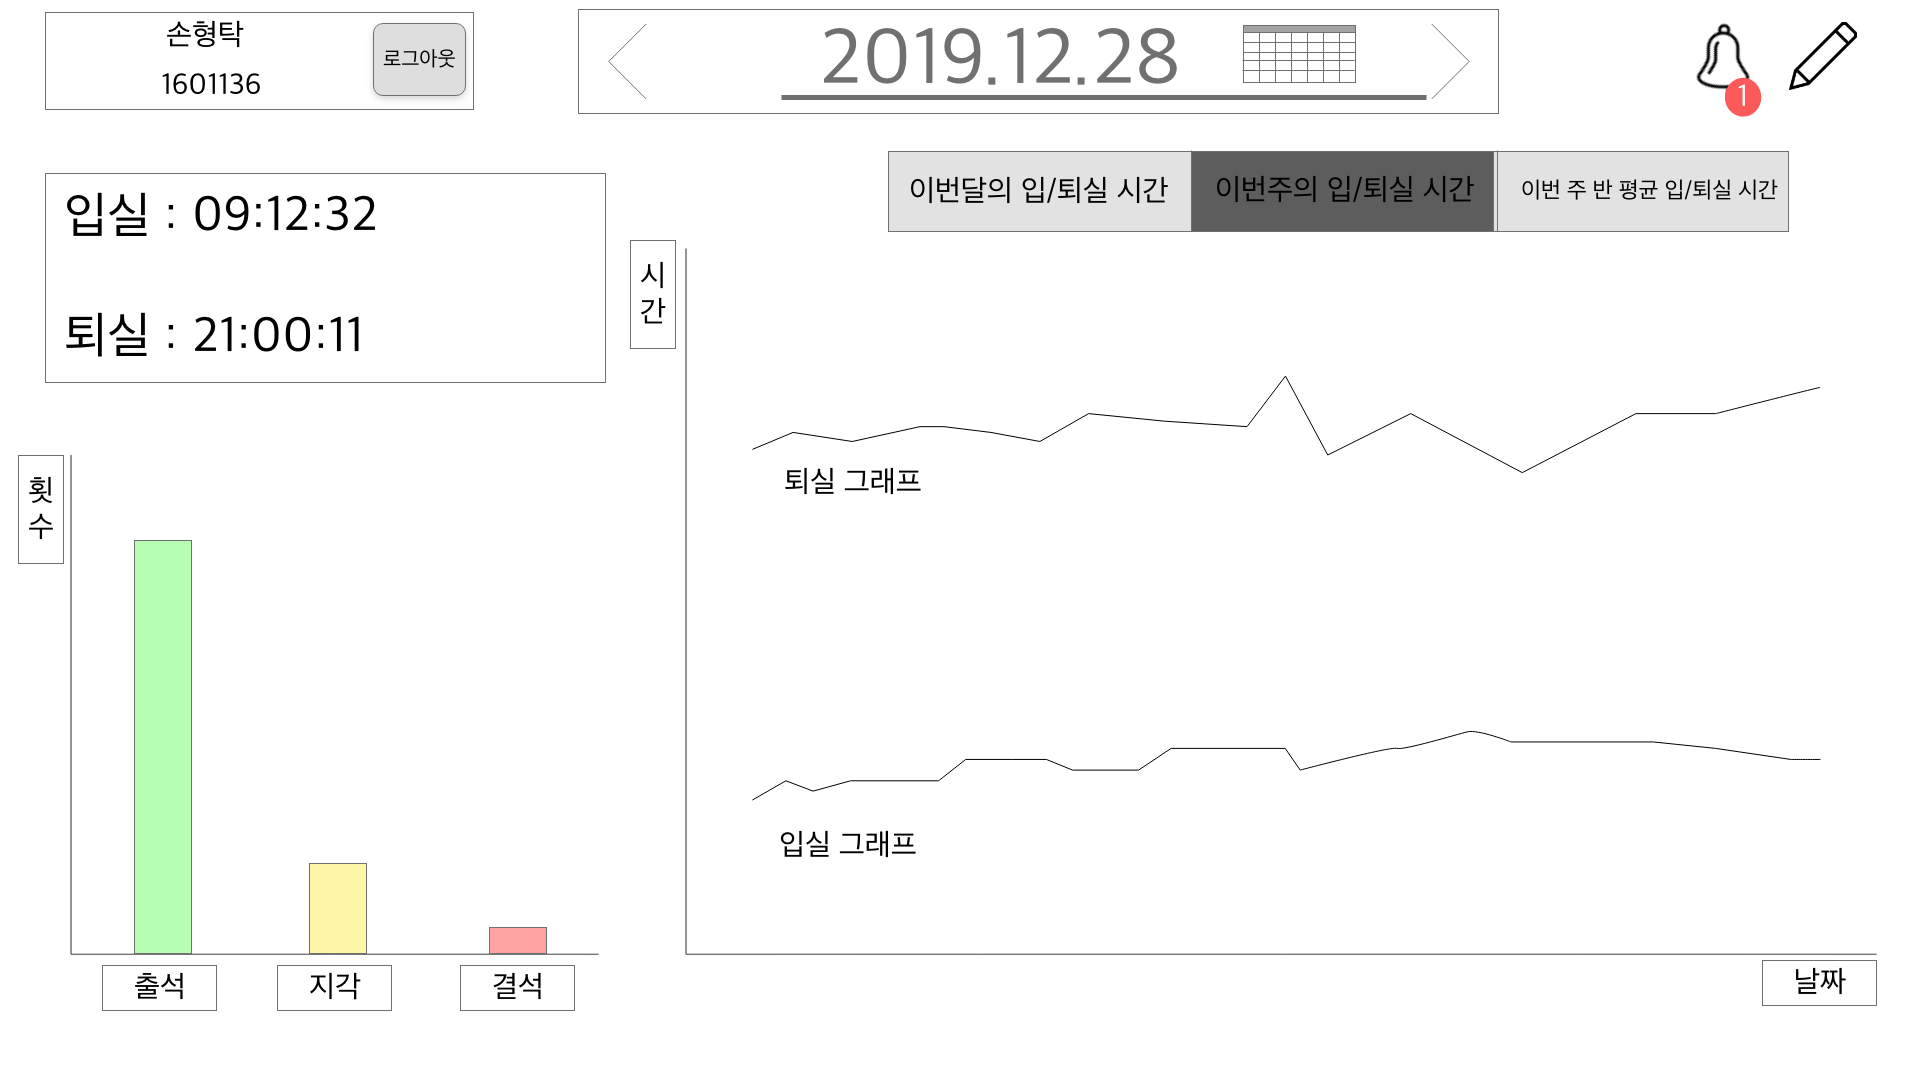 손형탁
1601136
로그아웃
2019.12.28
1
입실 : 09:12:32
퇴실 : 21:00:11
이번달의 입/퇴실 시간
이번주의 입/퇴실 시간
이번 주 반 평균 입/퇴실 시간
시
간
퇴실 그래프
입실 그래프
날짜
횟
수
출석
지각
결석